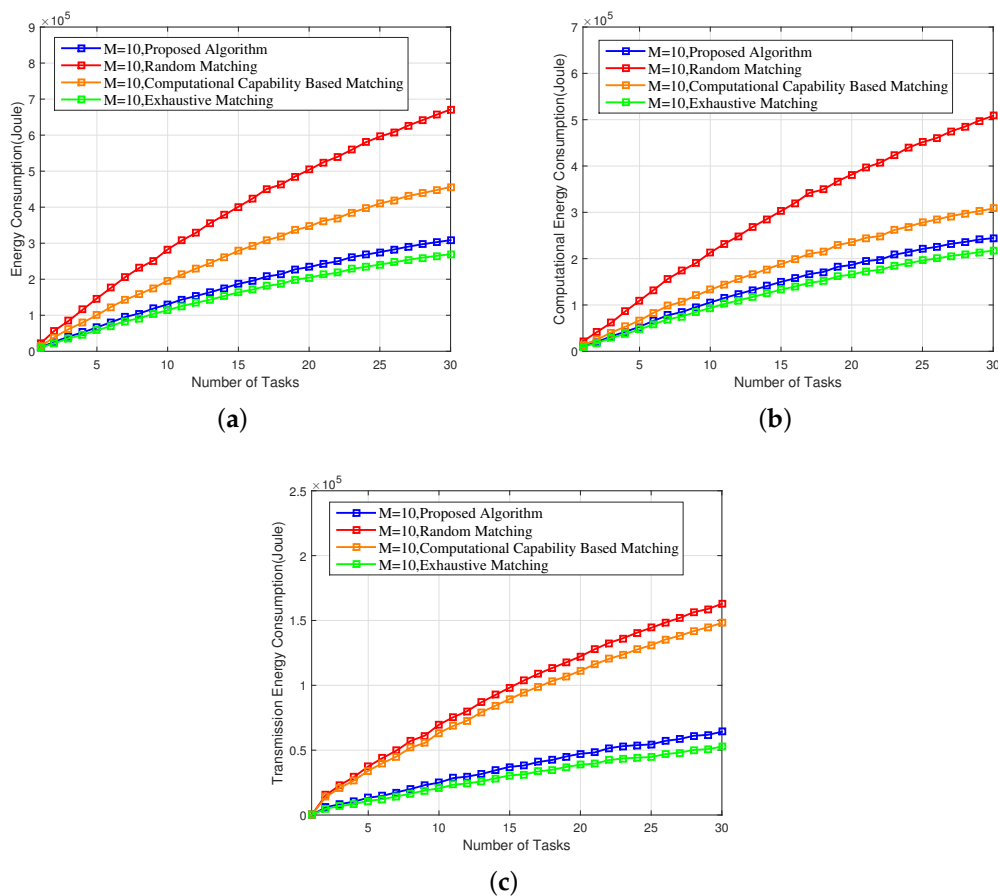 ×10^5
9
8
7
6
5
4
3
2
1
0
Energy Consumption(Joule)
M=10,Proposed Algorithm
M=10,Random Matching
M=10,Computational Capability Based Matching
M=10,Exhaustive Matching
5 10 15 20 25 30
Number of Tasks
(a)
×10^5
7
6
5
4
3
2
1
0
Computational Energy Consumption(Joule)
M=10,Proposed Algorithm
M=10,Random Matching
M=10,Computational Capability Based Matching
M=10,Exhaustive Matching
5 10 15 20 25 30
Number of Tasks
(b)
×10^5
2.5
2
1.5
1
0.5
0
Transmission Energy Consumption(Joule)
M=10,Proposed Algorithm
M=10,Random Matching
M=10,Computational Capability Based Matching
M=10,Exhaustive Matching
5 10 15 20 25 30
Number of Tasks
(c)